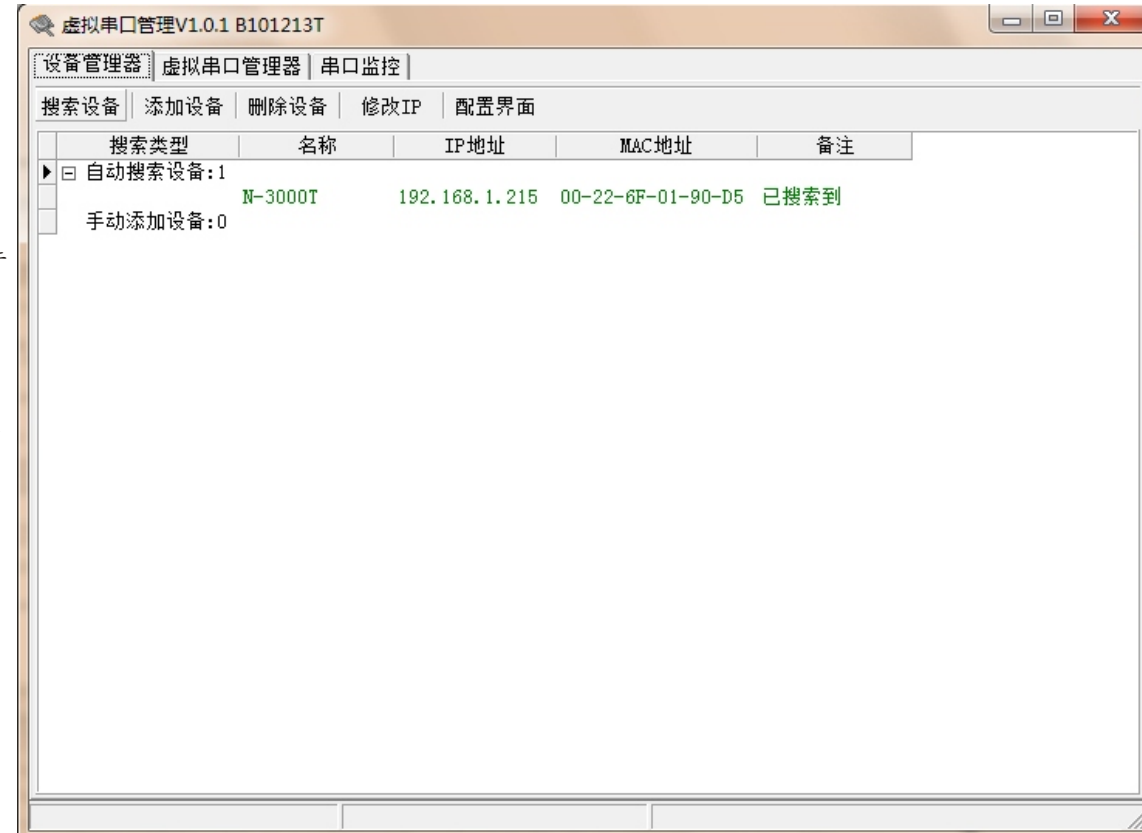 虚拟串口管理V1.0.1 B101213T
设备管理器 虚拟串口管理器 串口监控
搜索设备 添加设备 删除设备 修改IP 配置界面
搜索类型 名称 IP地址 MAC地址 备注
自动搜索设备:1
N-3000T 192.168.1.215 00-22-6F-01-90-D5 已搜索到
手动添加设备:0